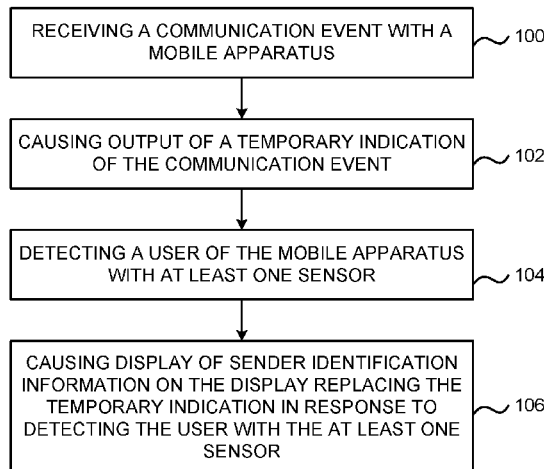 RECEIVING A COMMUNICATION EVENT WITH A
MOBILE APPARATUS
100
CAUSING OUTPUT OF A TEMPORARY INDICATION
OF THE COMMUNICATION EVENT
102
DETECTING A USER OF THE MOBILE APPARATUS
WITH AT LEAST ONE SENSOR
104
CAUSING DISPLAY OF SENDER IDENTIFICATION
INFORMATION ON THE DISPLAY REPLACING THE
TEMPORARY INDICATION IN RESPONSE TO
DETECTING THE USER WITH THE AT LEAST ONE
SENSOR
106